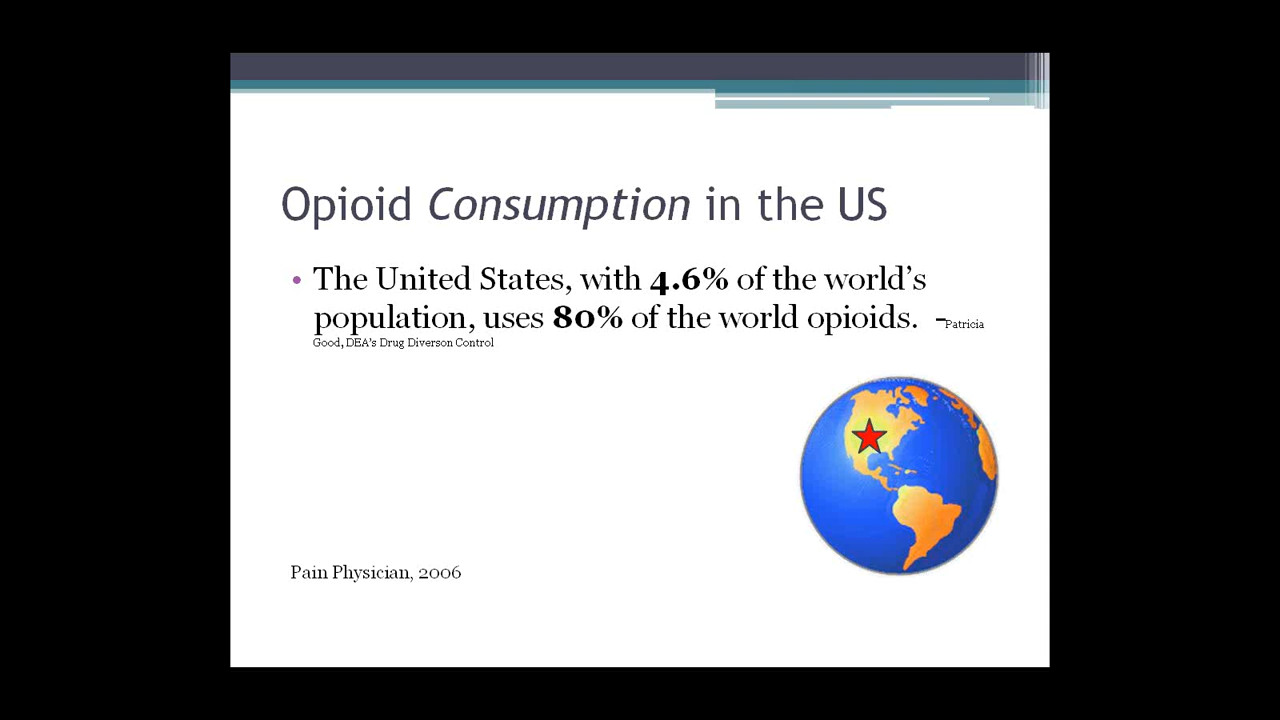 Opioid Consumption in the US
• The United States, with 4.6% of the world's
population, uses 80% of the world opioids. –Patricia
Good, DEA's Drug Diverson Control
Pain Physician, 2006